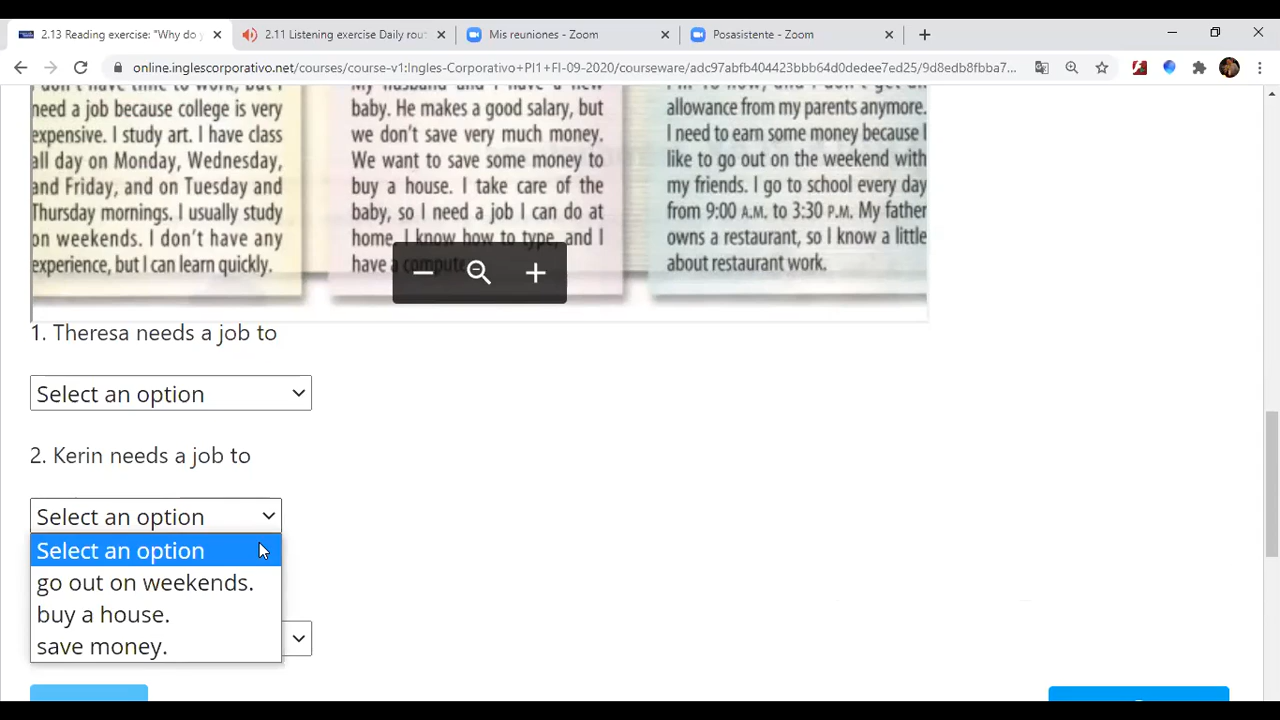 2.13 Reading exercise: "Why do y
2.11 Listening exercise Daily rou
Mis reuniones - Zoom
Posasistente - Zoom
online.inglescorporativo.net/courses/course-v1:Ingles-Corporativo+PI1+FI-09-2020/courseware/adc97abfb404423bbb64d0dedee7ed25/9d8edb8fbba7...
I don't have time to work, but I
need a job because college is very
expensive. I study art. I have class
all day on Monday, Wednesday,
and Friday, and on Tuesday and
Thursday mornings. I usually study
on weekends. I don't have any
experience, but I can learn quickly.
My husband and I have a new
baby. He makes a good salary, but
we don't save very much money.
We want to save some money to
buy a house. I take care of the
baby, so I need a job I can do at
home. I know how to type, and I
have a compute
allowance from my parents anymore.
I need to earn some money because I
like to go out on the weekend with
my friends. I go to school every day
from 9:00 A.M. to 3:30 P.M. My father
owns a restaurant, so I know a little
about restaurant work.
1. Theresa needs a job to
Select an option
2. Kerin needs a job to
Select an option
Select an option
go out on weekends.
buy a house.
save money.